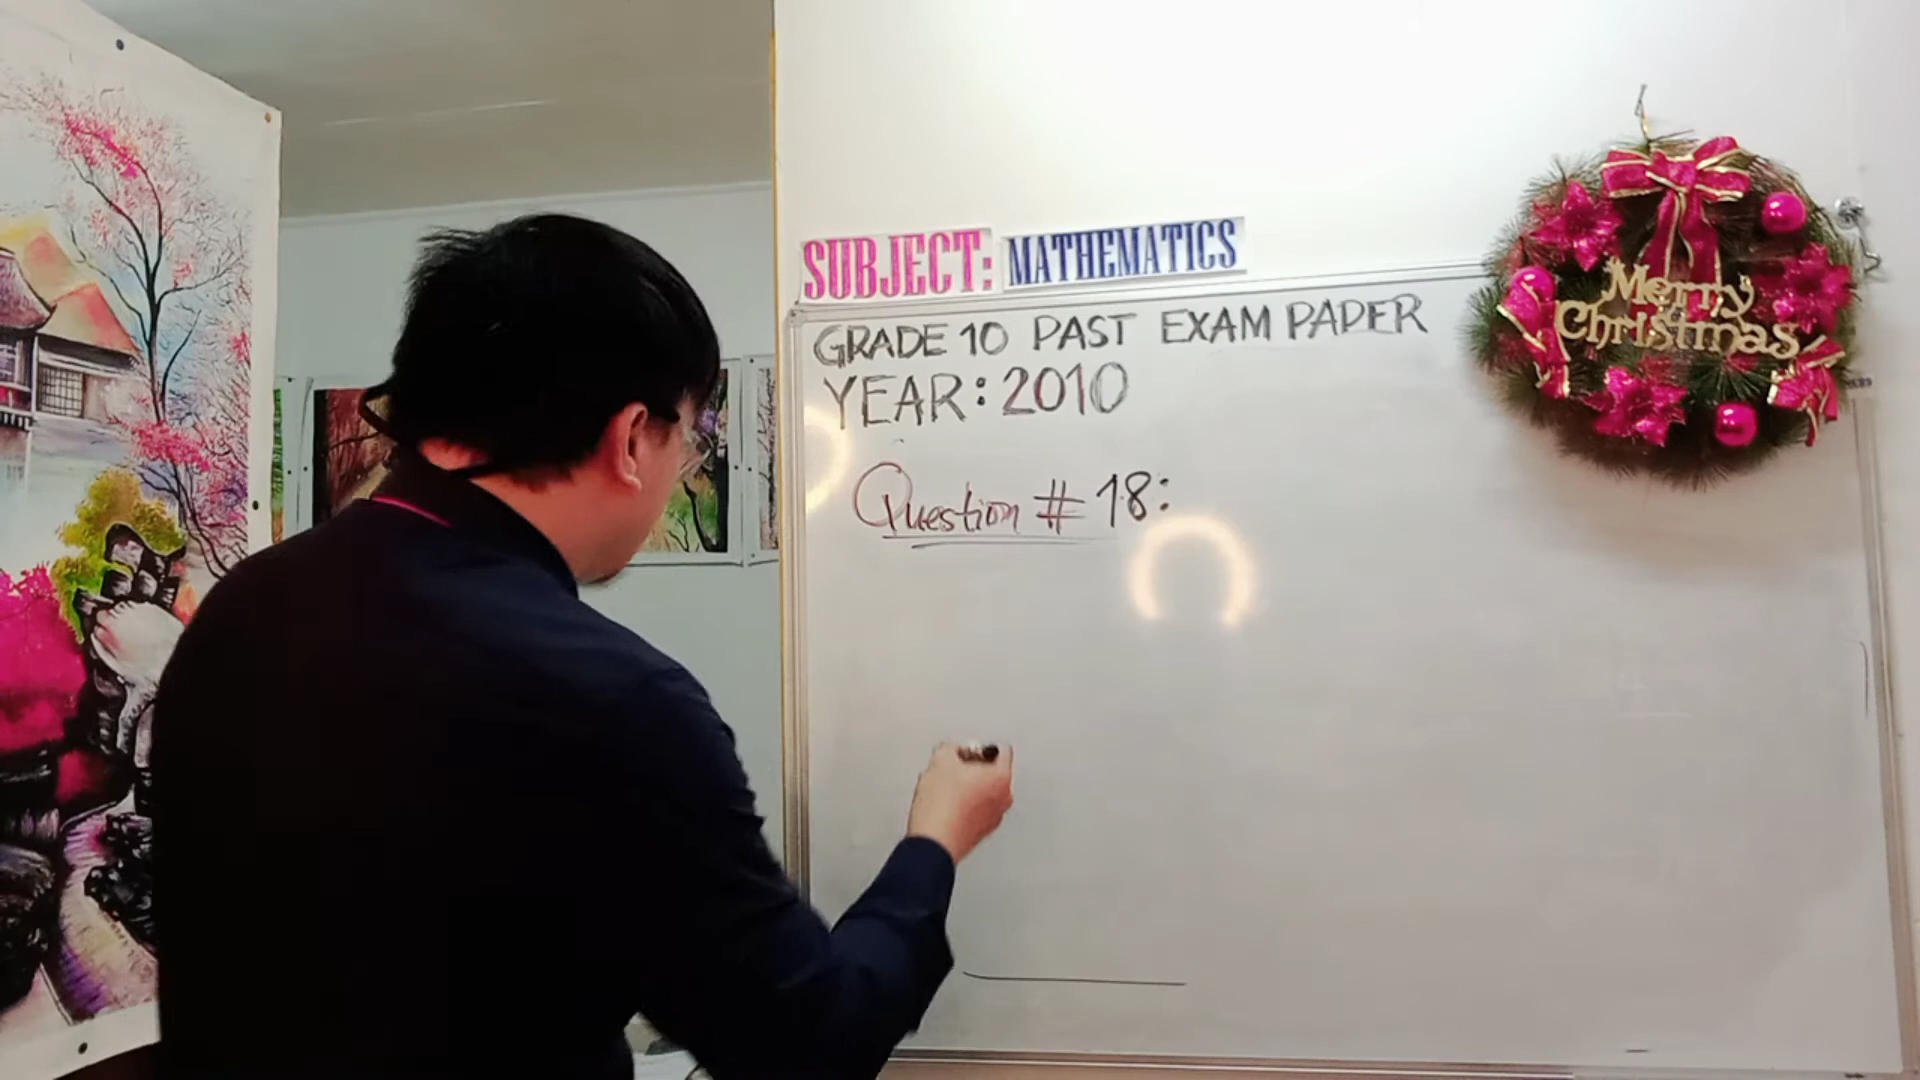 SUBJECT: MATHEMATICS
GRADE 10 PAST EXAM PAPER
YEAR: 2010
Question # 18:
Merry
Christmas